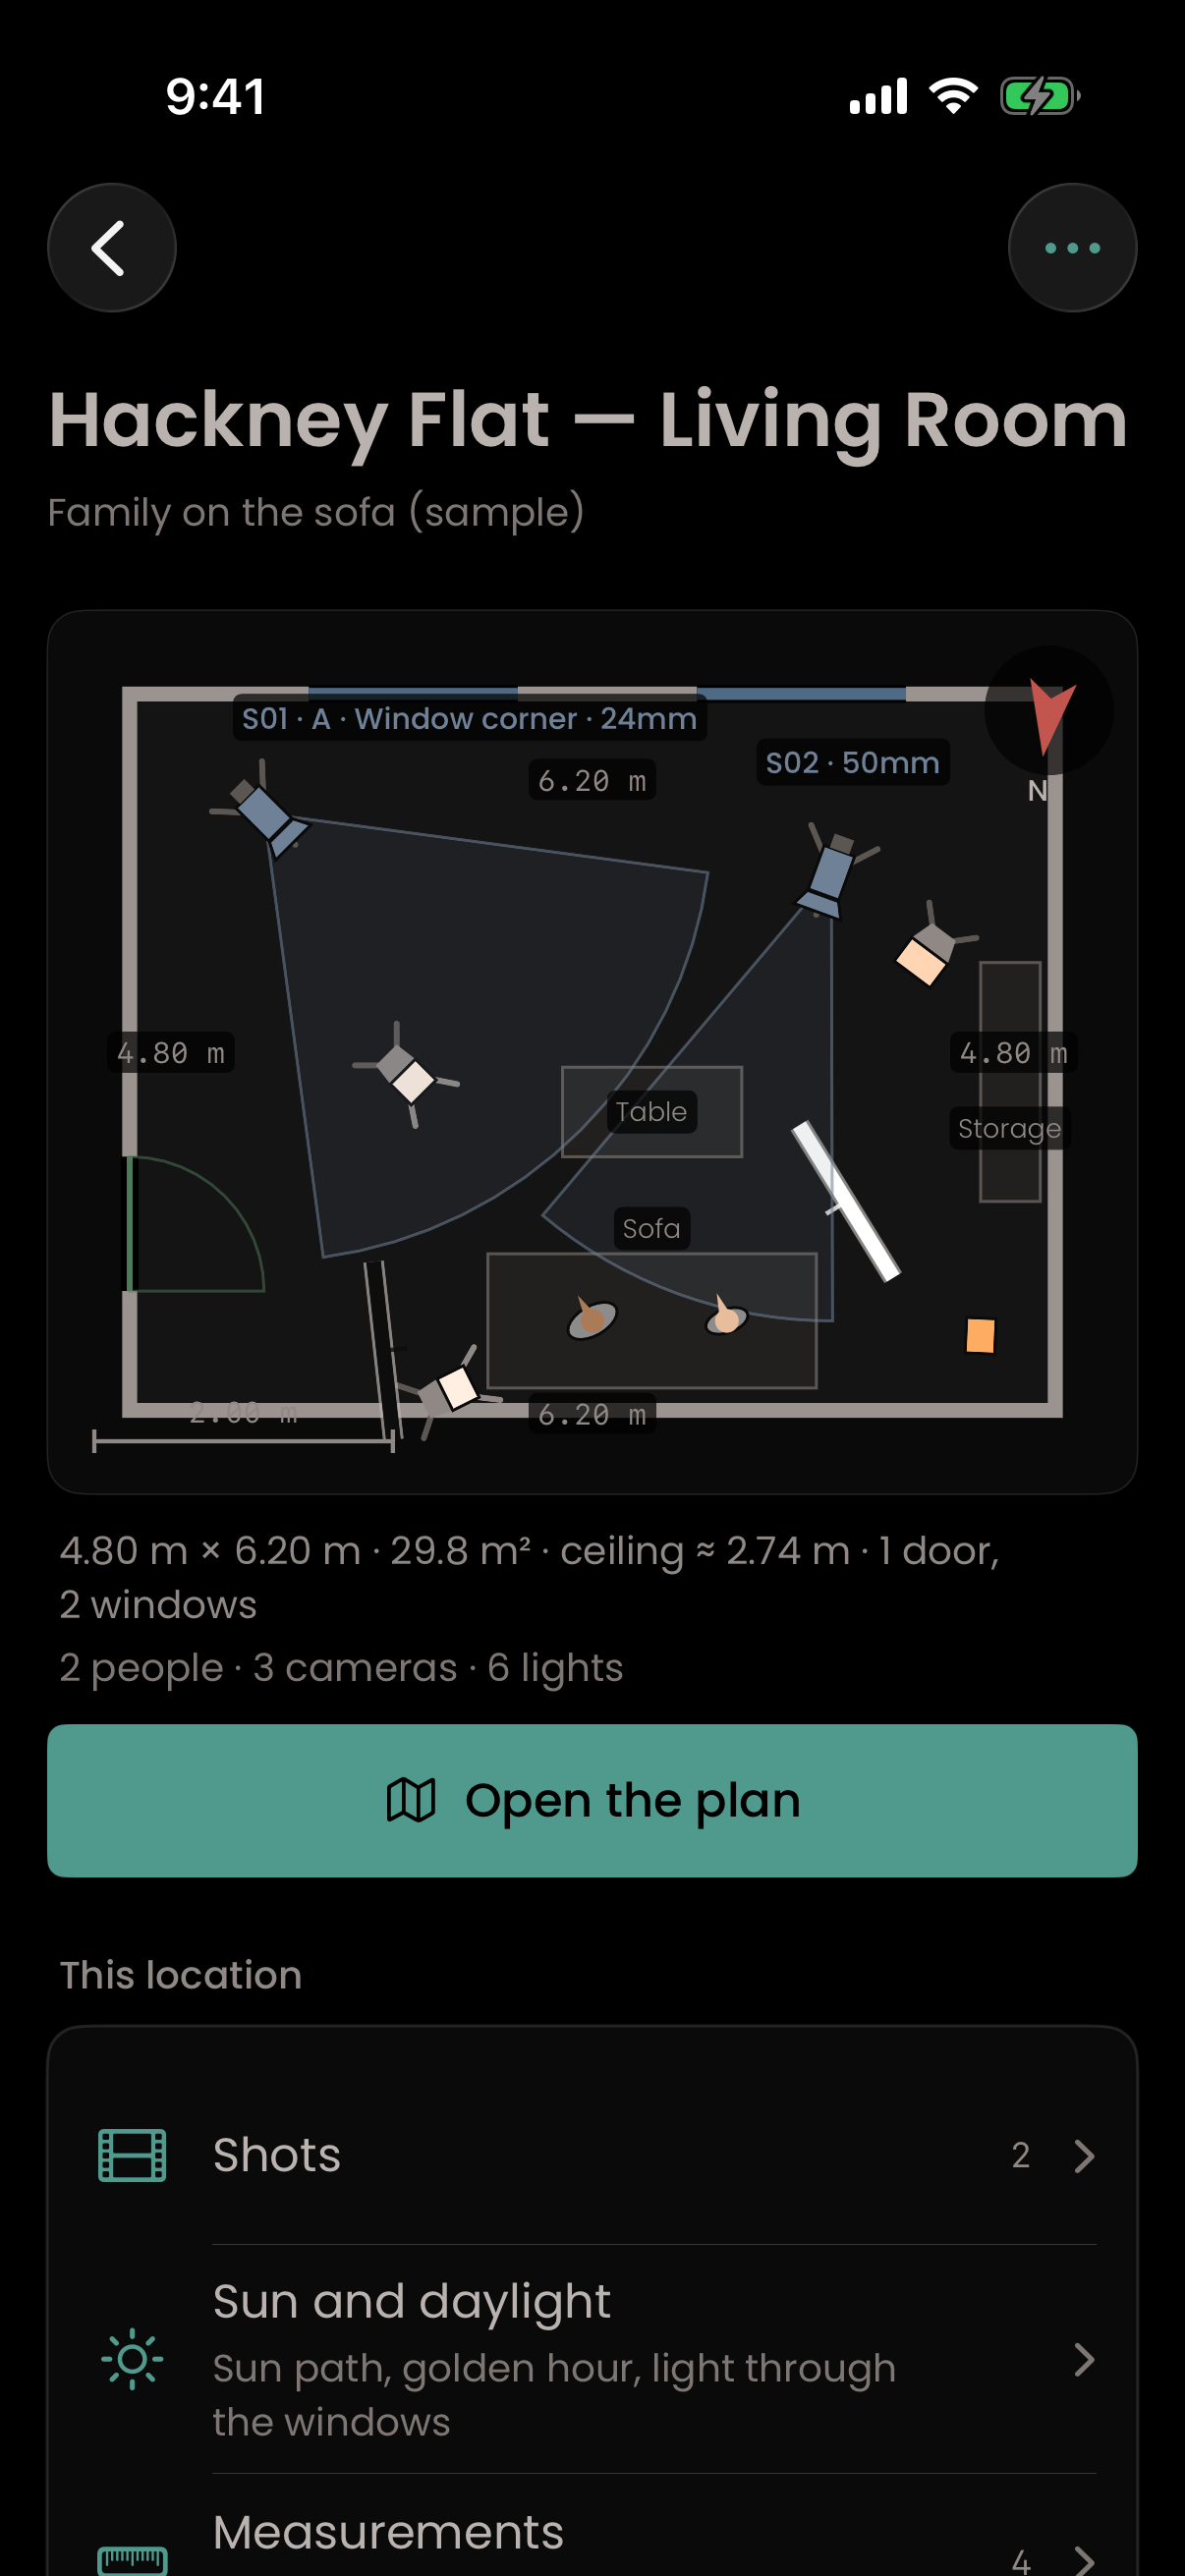 9:41
Hackney Flat — Living Room
Family on the sofa (sample)
S01 · A · Window corner · 24mm
S02 · 50mm
6.20 m
N
4.80 m
4.80 m
Table
Storage
Sofa
2.00 m
6.20 m
4.80 m × 6.20 m · 29.8 m² · ceiling ≈ 2.74 m · 1 door,
2 windows
2 people · 3 cameras · 6 lights
Open the plan
This location
Shots
2
Sun and daylight
Sun path, golden hour, light through
the windows
Measurements
4